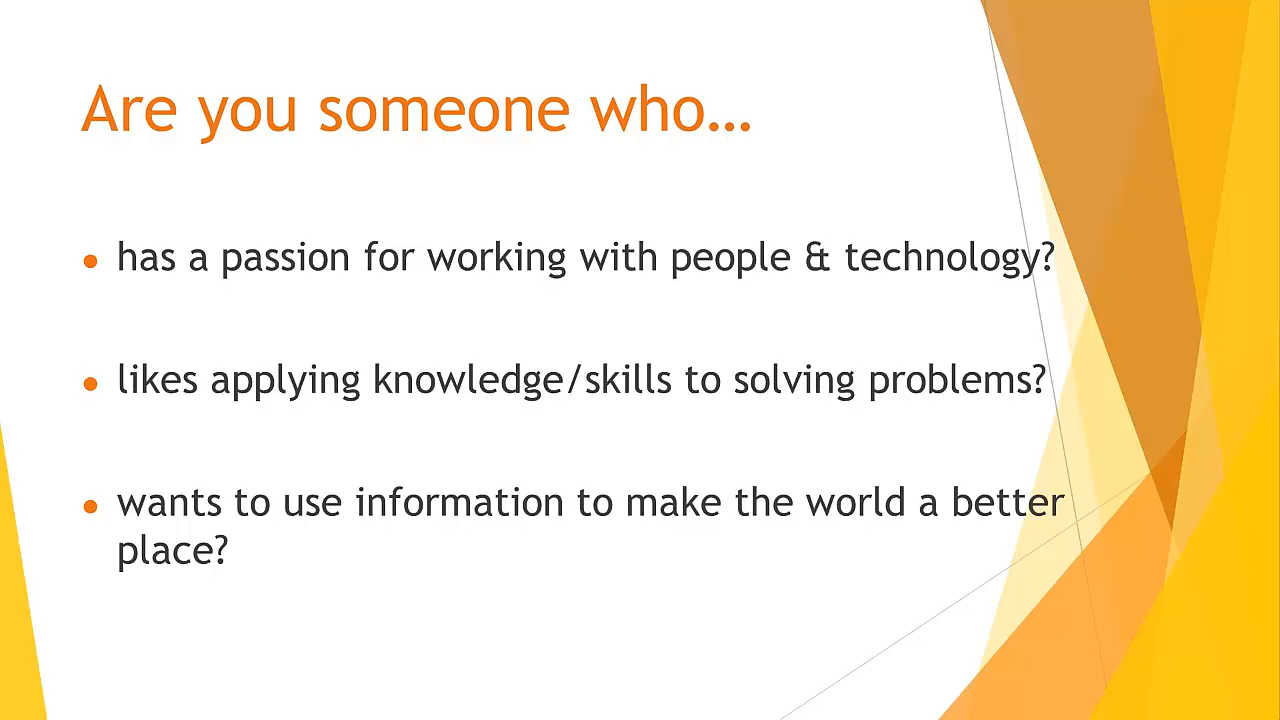 Are you someone who…
• has a passion for working with people & technology?
• likes applying knowledge/skills to solving problems?
• wants to use information to make the world a better
place?